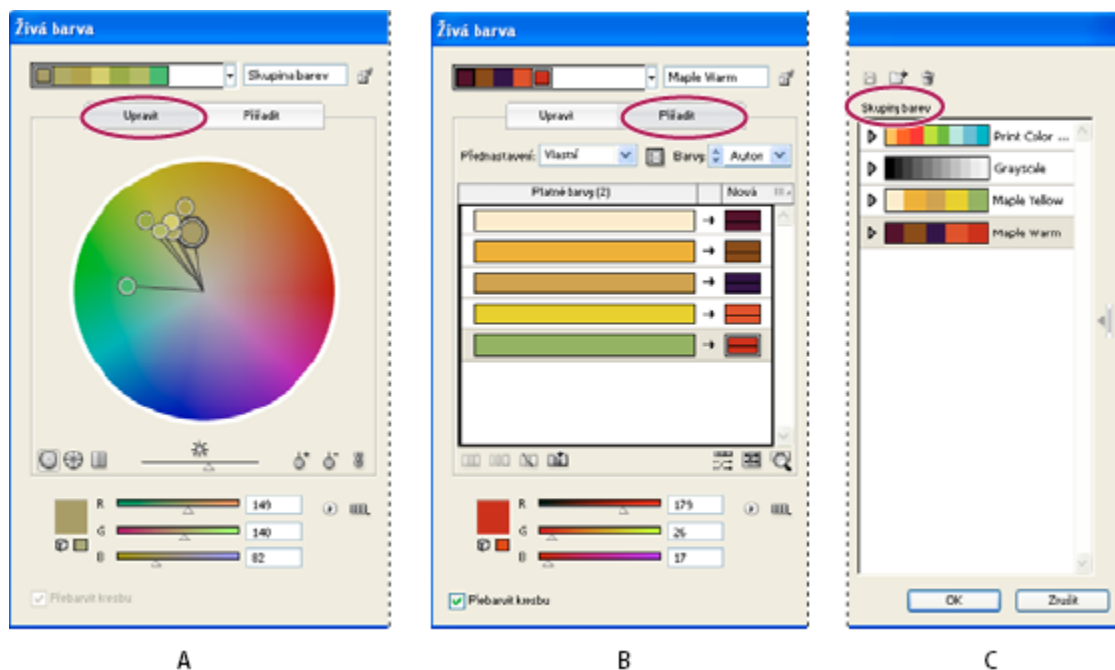 Živá barva
Skupina barev
Upravit Přiřadit
R 149
G 140
B 82
Přebarvit kresbu
A
Živá barva
Maple Warm
Upravit Přiřadit
Přednastavení: Vlastní Barvy: Autom
Platné barvy (2) Nová
R 179
G 26
B 17
Přebarvit kresbu
B
Skupiny barev
Print Color ...
Grayscale
Maple Yellow
Maple Warm
OK Zrušit
C